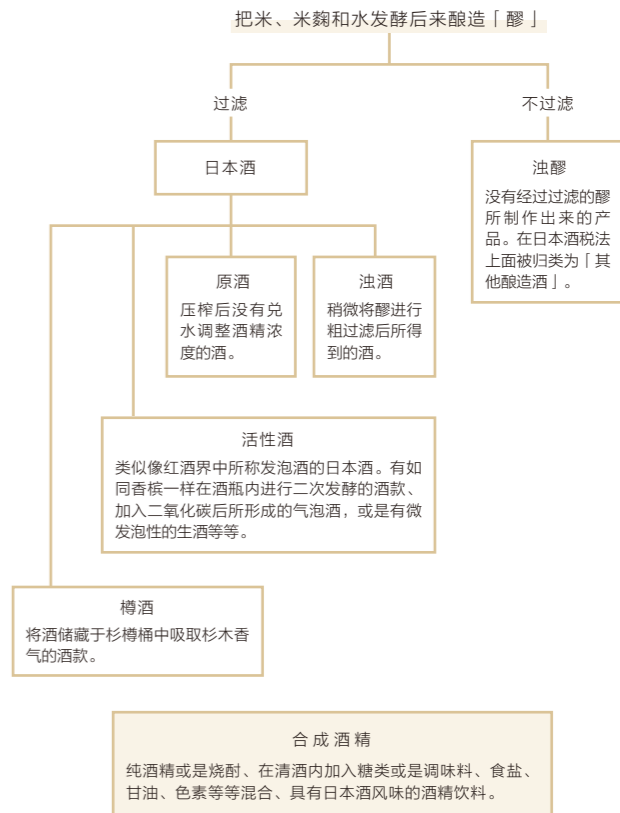 把米、米麴和水发酵后来酿造「醪」
过滤
不过滤
日本酒
浊醪
没有经过过滤的醪
所制作出来的产
品。在日本酒税法
上面被归类为「其
他酿造酒」。
原酒
压榨后没有兑
水调整酒精浓
度的酒。
浊酒
稍微将醪进行
粗过滤后所得
到的酒。
活性酒
类似像红酒界中所称发泡酒的日本酒。有如
同香槟一样在酒瓶内进行二次发酵的酒款、
加入二氧化碳后所形成的气泡酒，或是有微
发泡性的生酒等等。
樽酒
将酒储藏于杉樽桶中吸取杉木香
气的酒款。
合成酒精
纯酒精或是烧酎、在清酒内加入糖类或是调味料、食盐、
甘油、色素等等混合、具有日本酒风味的酒精饮料。